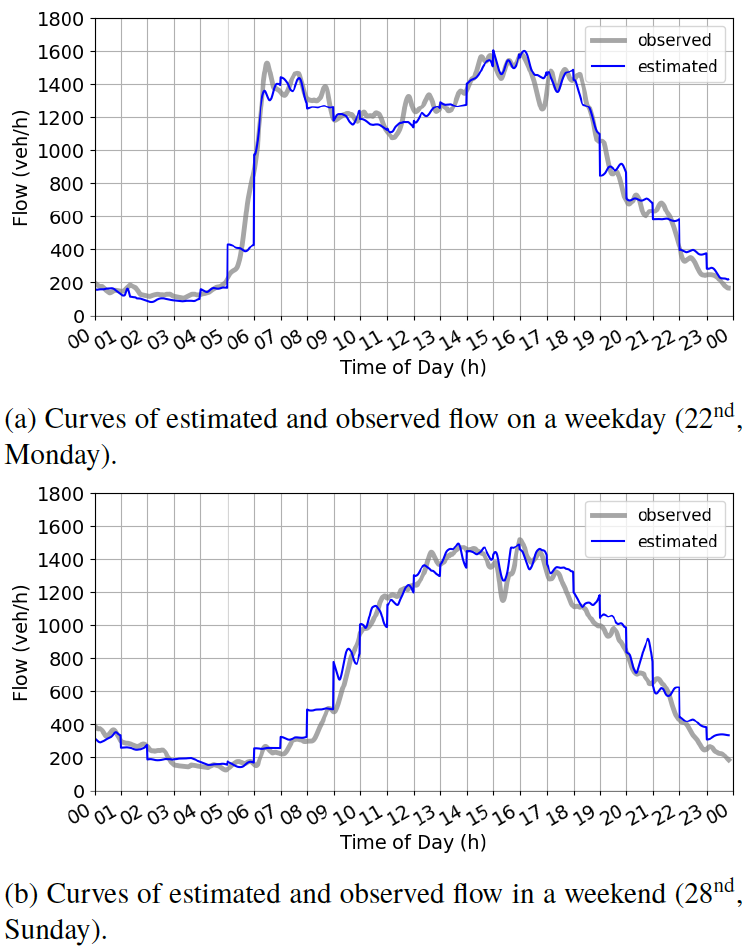 1800
1600
1400
1200
1000
800
600
400
200
0
Flow (veh/h)
observed
estimated
00 01 02 03 04 05 06 07 08 09 10 11 12 13 14 15 16 17 18 19 20 21 22 23 00
Time of Day (h)
(a) Curves of estimated and observed flow on a weekday (22nd,
Monday).
1800
1600
1400
1200
1000
800
600
400
200
0
Flow (veh/h)
observed
estimated
00 01 02 03 04 05 06 07 08 09 10 11 12 13 14 15 16 17 18 19 20 21 22 23 00
Time of Day (h)
(b) Curves of estimated and observed flow in a weekend (28nd,
Sunday).